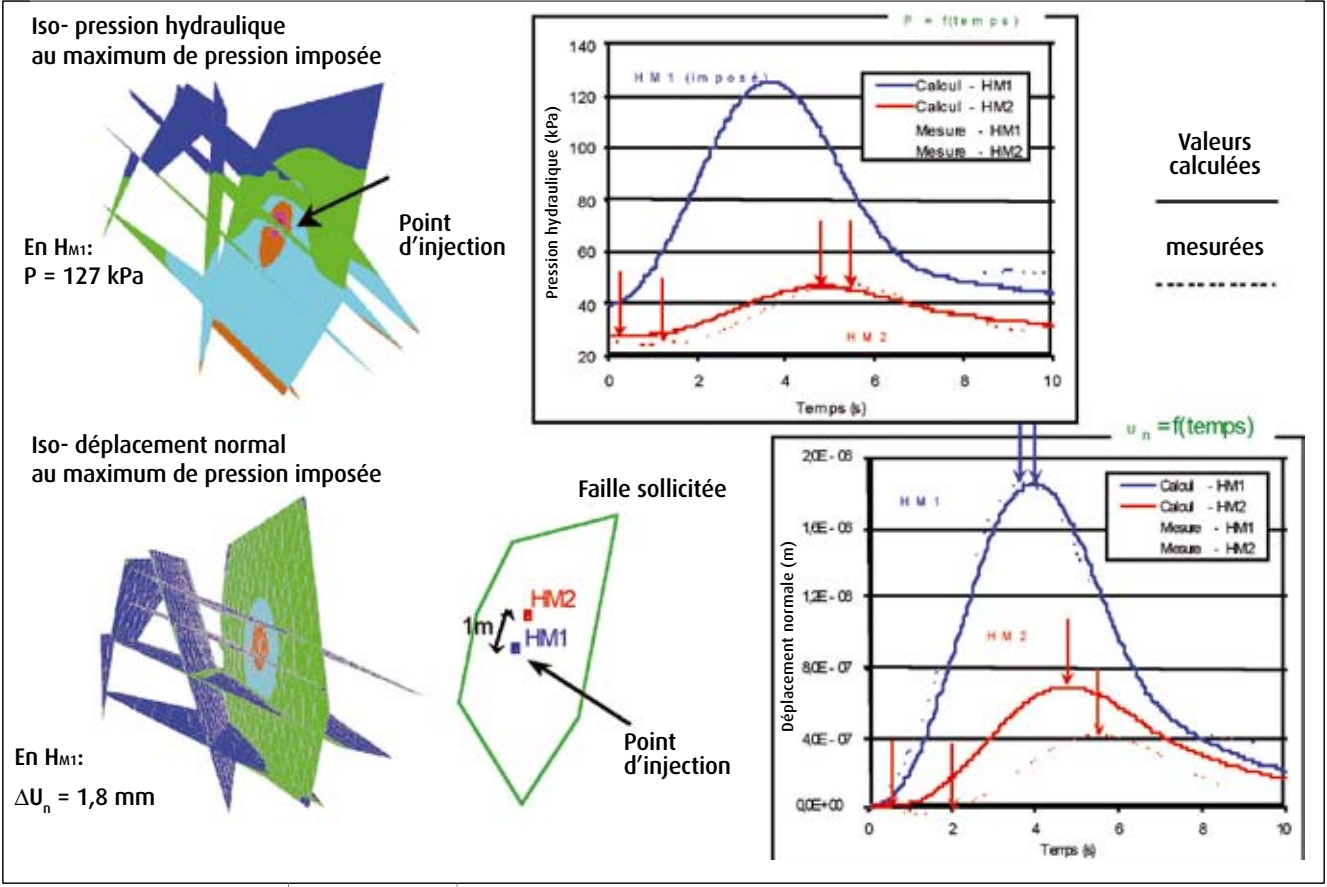 Iso- pression hydraulique
au maximum de pression imposée
Point
d'injection
En HM1:
P = 127 kPa
P = f(temps)
Pression hydraulique (kPa)
140
120
100
80
60
40
20
HM1 (imposé)
Calcul - HM1
Calcul - HM2
Mesure - HM1
Mesure - HM2
HM2
0 2 4 6 8 10
Temps (s)
Valeurs
calculées
mesurées
Iso- déplacement normal
au maximum de pression imposée
En HM1:
ΔUn = 1,8 mm
Faille sollicitée
HM2
1m
HM1
Point
d'injection
un =f(temps)
Déplacement normale (m)
2,0E-06
1,6E-06
1,2E-06
8,0E-07
4,0E-07
0,0E+00
HM1
Calcul - HM1
Calcul - HM2
Mesure - HM1
Mesure - HM2
HM2
0 2 4 6 8 10
Temps (s)